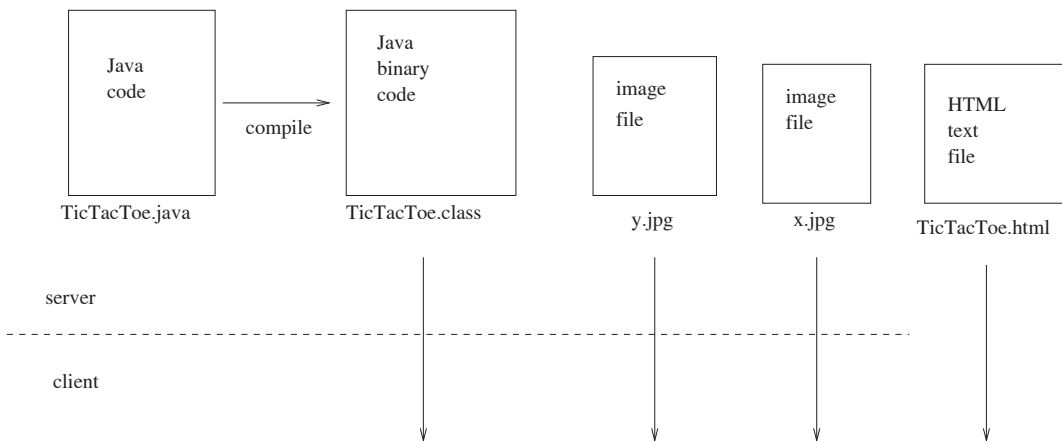 Java
code
compile
Java
binary
code
image
file
image
file
HTML
text
file
TicTacToe.java
TicTacToe.class
y.jpg
x.jpg
TicTacToe.html
server
client